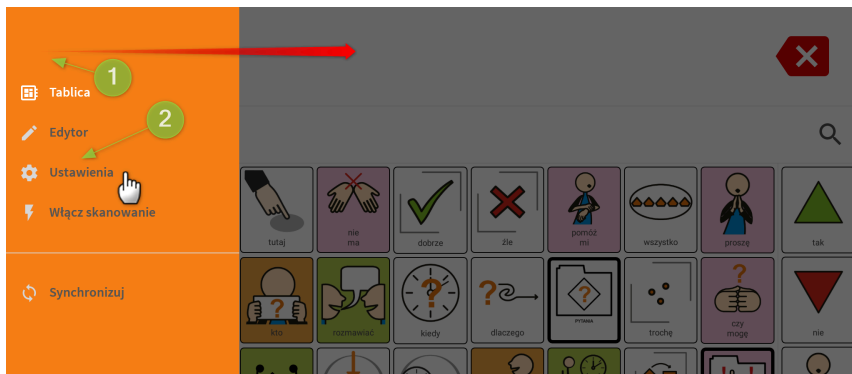 1
Tablica
2
Edytor
Ustawienia
Włącz skanowanie
Synchronizuj
tutaj
nie
ma
dobrze
źle
pomóż
mi
wszystko
proszę
tak
kto
rozmawiać
kiedy
dlaczego
PYTANIA
trochę
czy
mogę
nie